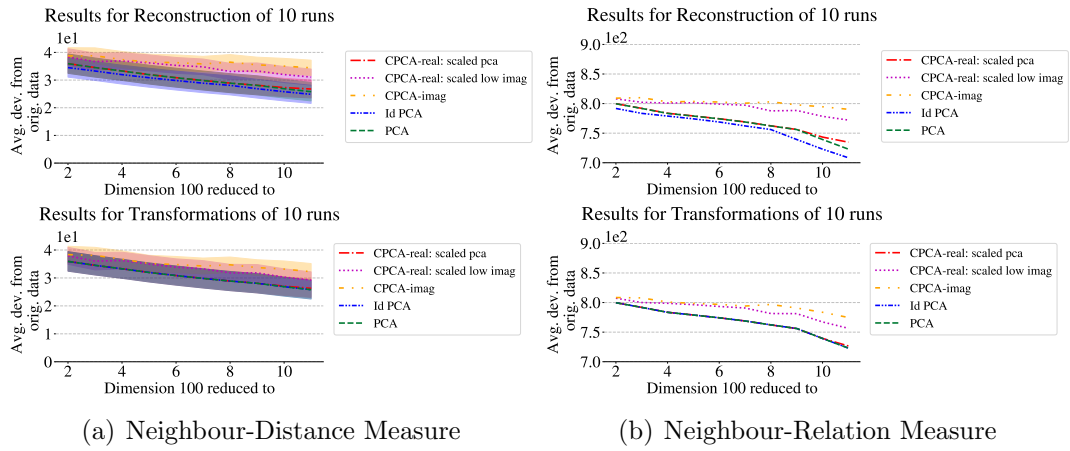 Results for Reconstruction of 10 runs
1e1
4
3
2
1
0
Avg. dev. from
orig. data
2
4
6
8
10
Dimension 100 reduced to
CPCA-real: scaled pca
CPCA-real: scaled low imag
CPCA-imag
Id PCA
PCA
Results for Transformations of 10 runs
1e1
4
3
2
1
0
Avg. dev. from
orig. data
2
4
6
8
10
Dimension 100 reduced to
CPCA-real: scaled pca
CPCA-real: scaled low imag
CPCA-imag
Id PCA
PCA
(a) Neighbour-Distance Measure
Results for Reconstruction of 10 runs
1e2
9.0
8.5
8.0
7.5
7.0
Avg. dev. from
orig. data
2
4
6
8
10
Dimension 100 reduced to
CPCA-real: scaled pca
CPCA-real: scaled low imag
CPCA-imag
Id PCA
PCA
Results for Transformations of 10 runs
1e2
9.0
8.5
8.0
7.5
7.0
Avg. dev. from
orig. data
2
4
6
8
10
Dimension 100 reduced to
CPCA-real: scaled pca
CPCA-real: scaled low imag
CPCA-imag
Id PCA
PCA
(b) Neighbour-Relation Measure